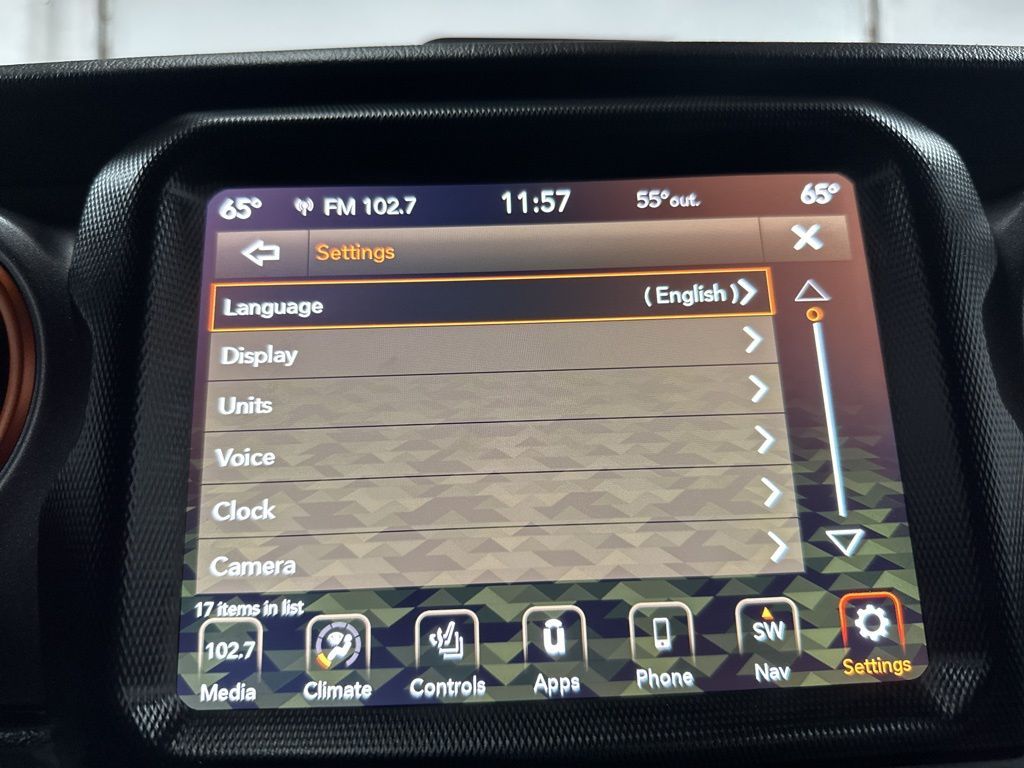 65° FM 102.7 11:57 55°out. 65°
Settings
Language (English)
Display
Units
Voice
Clock
Camera
17 items in list
102.7 SW
Media Climate Controls Apps Phone Nav Settings